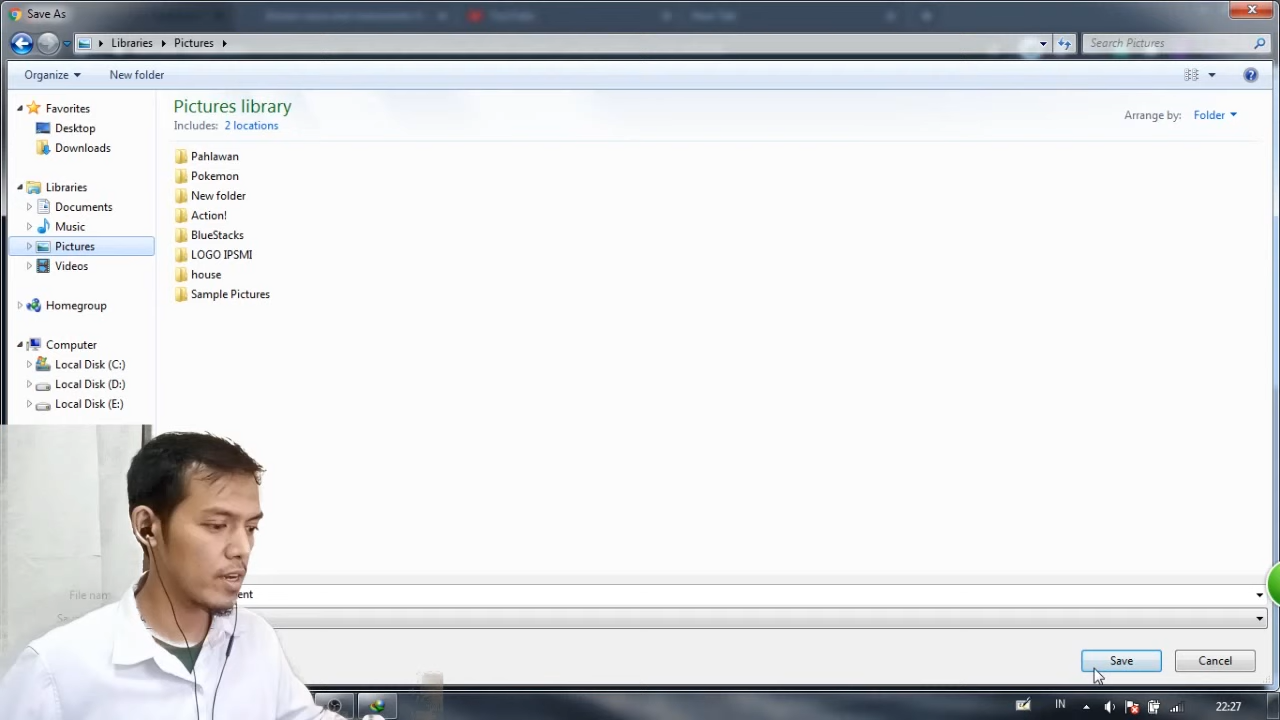 Save As
Libraries
Pictures
Search Pictures
Organize
New folder
Favorites
Desktop
Downloads
Libraries
Documents
Music
Pictures
Videos
Homegroup
Computer
Local Disk (C:)
Local Disk (D:)
Local Disk (E:)
Pictures library
Includes: 2 locations
Arrange by: Folder
Pahlawan
Pokemon
New folder
Action!
BlueStacks
LOGO IPSMI
house
Sample Pictures
File nam
ent
Save
Cancel
IN
22:27